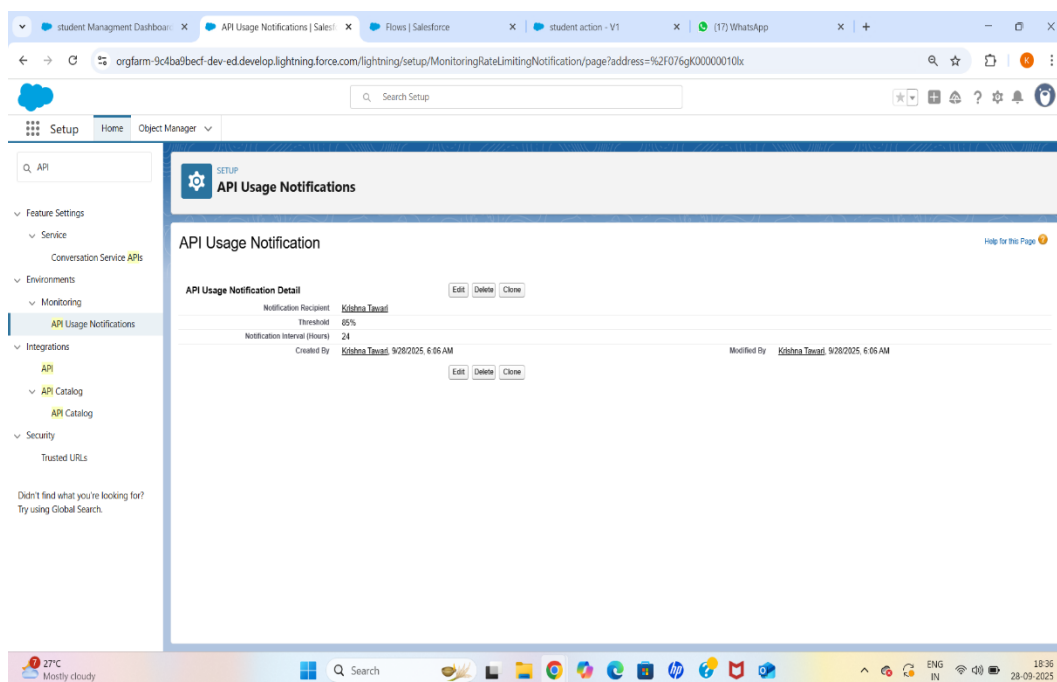 student Managment Dashboar
API Usage Notifications | Salesf
Flows | Salesforce
student action - V1
(17) WhatsApp
orgfarm-9c4ba9becf-dev-ed.develop.lightning.force.com/lightning/setup/MonitoringRateLimitingNotification/page?address=%2F076gK00000010lx
K
Search Setup
Setup
Home
Object Manager
API
SETUP
API Usage Notifications
Feature Settings
Service
Conversation Service APIs
Environments
Monitoring
API Usage Notifications
Integrations
API
API Catalog
API Catalog
Security
Trusted URLs
Didn't find what you're looking for?
Try using Global Search.
API Usage Notification
Help for this Page
API Usage Notification Detail
Edit Delete Clone
Notification Recipient Krishna Tawari
Threshold 85%
Notification Interval (Hours) 24
Created By Krishna Tawari, 9/28/2025, 6:06 AM
Modified By Krishna Tawari, 9/28/2025, 6:06 AM
Edit Delete Clone
7
27°C
Mostly cloudy
Search
hp
ENG
IN
18:36
28-09-2025